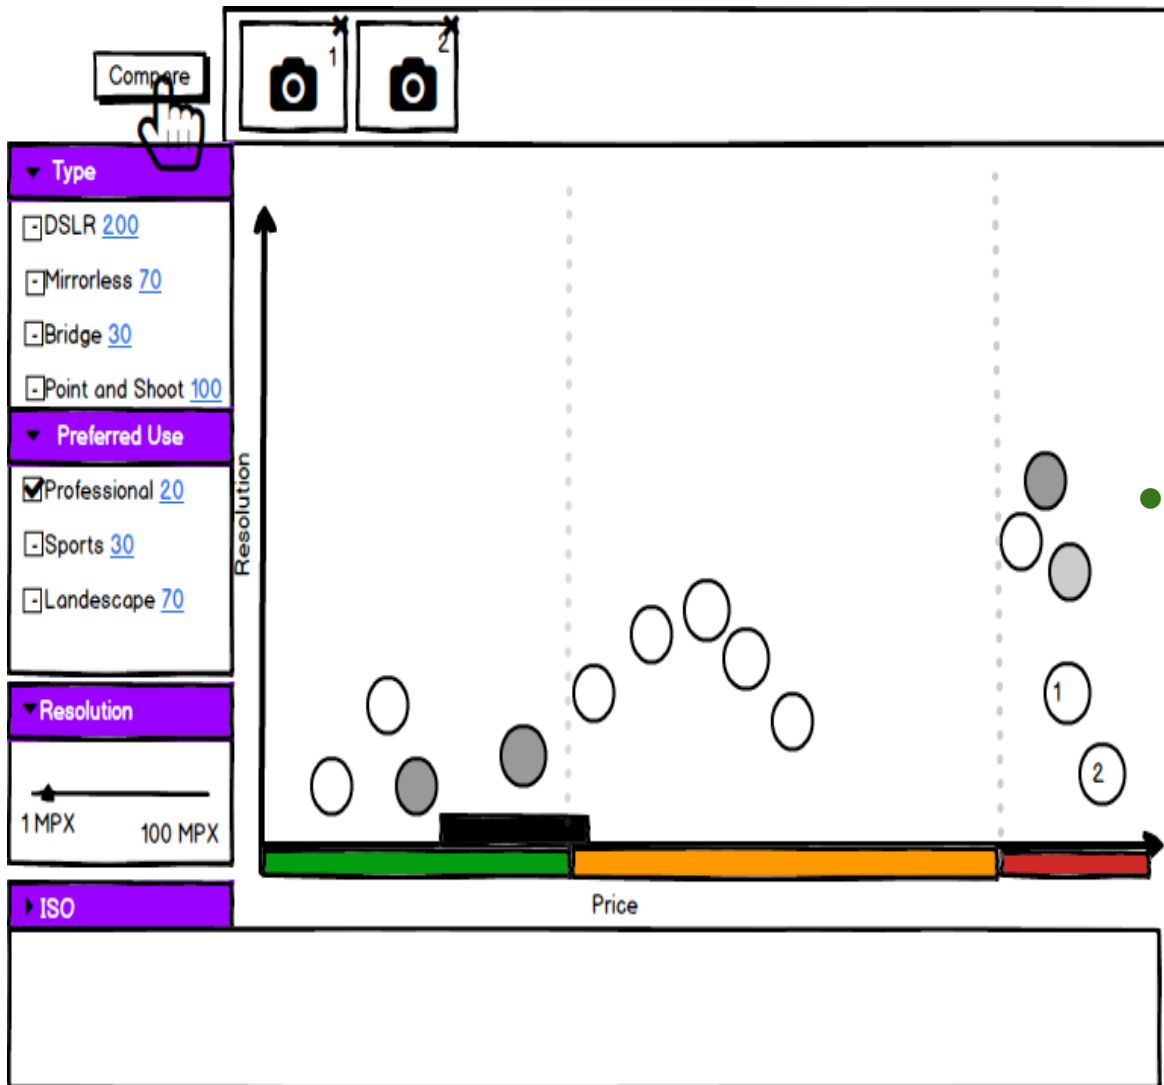 Compare
1
2
Type
DSLR 200
Mirrorless 70
Bridge 30
Point and Shoot 100
Preferred Use
Professional 20
Sports 30
Landescape 70
Resolution
1 MPX
100 MPX
ISO
Resolution
1
2
Price